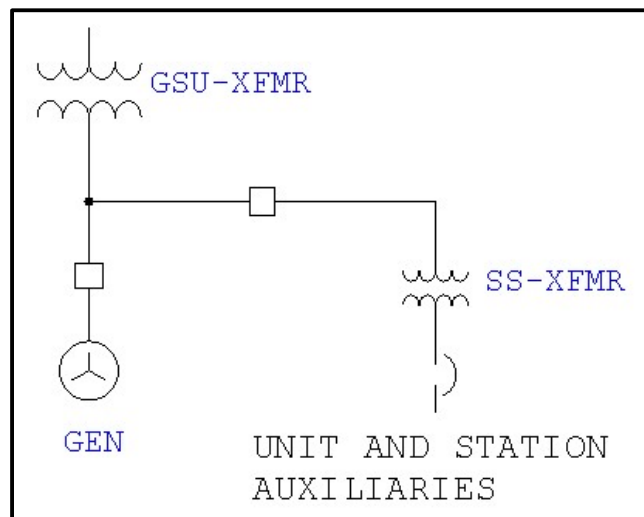 GSU-XFMR
SS-XFMR
GEN
UNIT AND STATION
AUXILIARIES